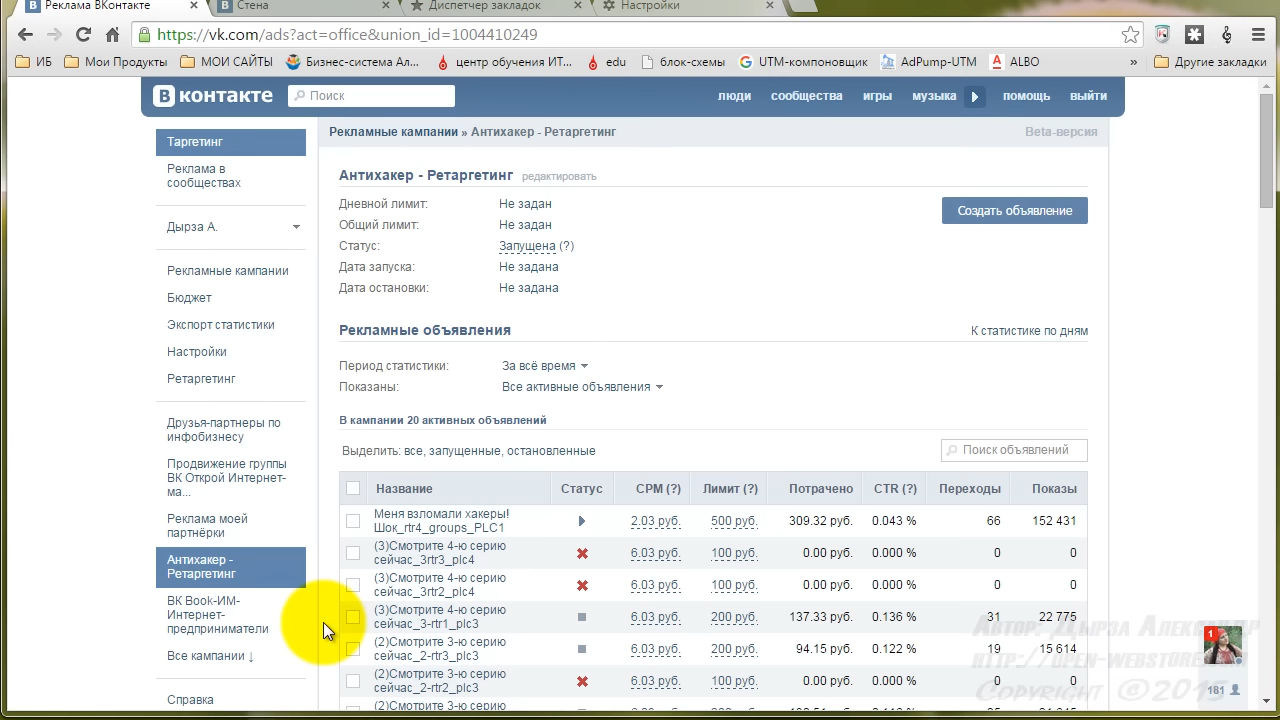 Реклама ВКонтакте
Стена
Диспетчер закладок
Настройки
https://vk.com/ads?act=office&union_id=1004410249
ИБ
Мои Продукты
МОИ САЙТЫ
Бизнес-система Ал...
центр обучения ИТ...
edu
блок-схемы
UTM-компоновщик
AdPump-UTM
ALBO
»
Другие закладки
В контакте
Поиск
люди
сообщества
игры
музыка
помощь
выйти
Таргетинг
Реклама в
сообществах
Дырза А.
Рекламные кампании
Бюджет
Экспорт статистики
Настройки
Ретаргетинг
Друзья-партнеры по
инфобизнесу
Продвижение группы
ВК Открой Интернет-
ма...
Реклама моей
партнёрки
Антихакер -
Ретаргетинг
ВК Book-ИМ-
Интернет-
предприниматели
Все кампании ↓
Справка
Рекламные кампании » Антихакер - Ретаргетинг
Beta-версия
Антихакер - Ретаргетинг редактировать
Дневной лимит: Не задан
Общий лимит: Не задан
Статус: Запущена (?)
Дата запуска: Не задана
Дата остановки: Не задана
Создать объявление
Рекламные объявления
К статистике по дням
Период статистики: За всё время
Показаны: Все активные объявления
В кампании 20 активных объявлений
Выделить: все, запущенные, остановленные
Поиск объявлений
Название Статус CPM (?) Лимит (?) Потрачено CTR (?) Переходы Показы
Меня взломали хакеры!
Шок_rtr4_groups_PLC1 2.03 руб. 500 руб. 309.32 руб. 0.043 % 66 152 431
(3)Смотрите 4-ю серию
сейчас_3rtr3_plc4 6.03 руб. 100 руб. 0.00 руб. 0.000 % 0 0
(3)Смотрите 4-ю серию
сейчас_3rtr2_plc4 6.03 руб. 100 руб. 0.00 руб. 0.000 % 0 0
(3)Смотрите 4-ю серию
сейчас_3-rtr1_plc3 6.03 руб. 200 руб. 137.33 руб. 0.136 % 31 22 775
(2)Смотрите 3-ю серию
сейчас_2-rtr3_plc3 6.03 руб. 200 руб. 94.15 руб. 0.122 % 19 15 614
(2)Смотрите 3-ю серию
сейчас_2-rtr2_plc3 6.03 руб. 100 руб. 0.00 руб. 0.000 % 0 0
(2)Смотрите 3-ю серию
1
181
Автор: Дырза Александр
Copyright ©2015